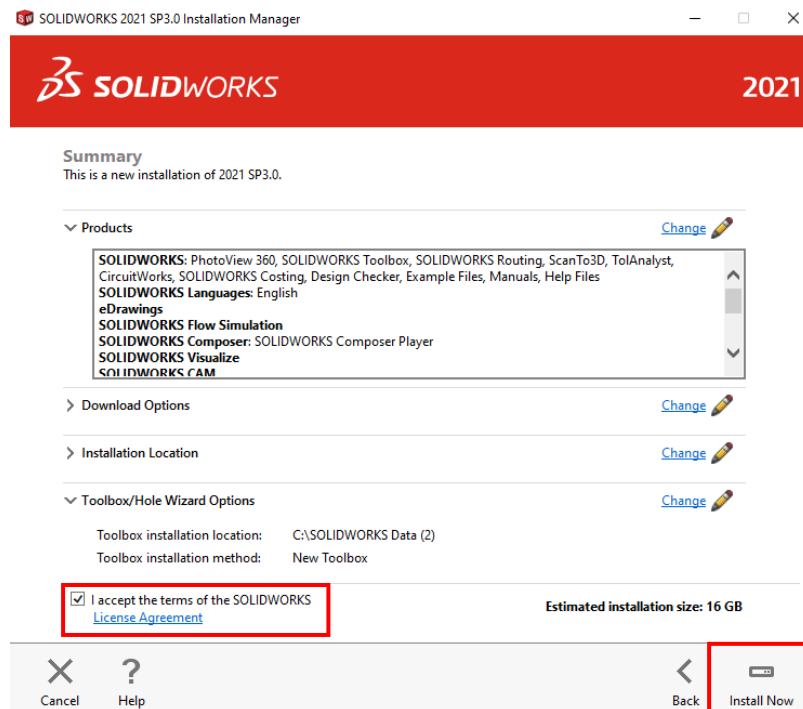 SOLIDWORKS 2021 SP3.0 Installation Manager
SOLIDWORKS 2021
Summary
This is a new installation of 2021 SP3.0.
Products Change
SOLIDWORKS: PhotoView 360, SOLIDWORKS Toolbox, SOLIDWORKS Routing, ScanTo3D, TolAnalyst,
CircuitWorks, SOLIDWORKS Costing, Design Checker, Example Files, Manuals, Help Files
SOLIDWORKS Languages: English
eDrawings
SOLIDWORKS Flow Simulation
SOLIDWORKS Composer: SOLIDWORKS Composer Player
SOLIDWORKS Visualize
SOLIDWORKS CAM
Download Options Change
Installation Location Change
Toolbox/Hole Wizard Options Change
Toolbox installation location: C:\SOLIDWORKS Data (2)
Toolbox installation method: New Toolbox
I accept the terms of the SOLIDWORKS
License Agreement
Estimated installation size: 16 GB
Cancel Help Back Install Now